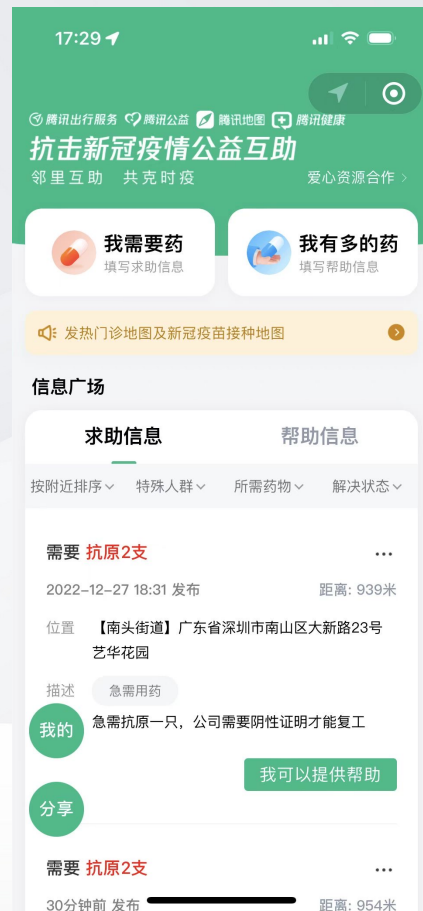 17:29
腾讯出行服务 腾讯公益 腾讯地图 腾讯健康
抗击新冠疫情公益互助
邻里互助 共克时疫
爱心资源合作 >
我需要药
填写求助信息
我有多的药
填写帮助信息
发热门诊地图及新冠疫苗接种地图
信息广场
求助信息
帮助信息
按附近排序 特殊人群 所需药物 解决状态
需要 抗原2支
2022-12-27 18:31 发布
距离: 939米
位置 【南头街道】广东省深圳市南山区大新路23号
艺华花园
描述 急需用药
急需抗原一只，公司需要阴性证明才能复工
我的
我可以提供帮助
分享
需要 抗原2支
30分钟前 发布
距离: 954米